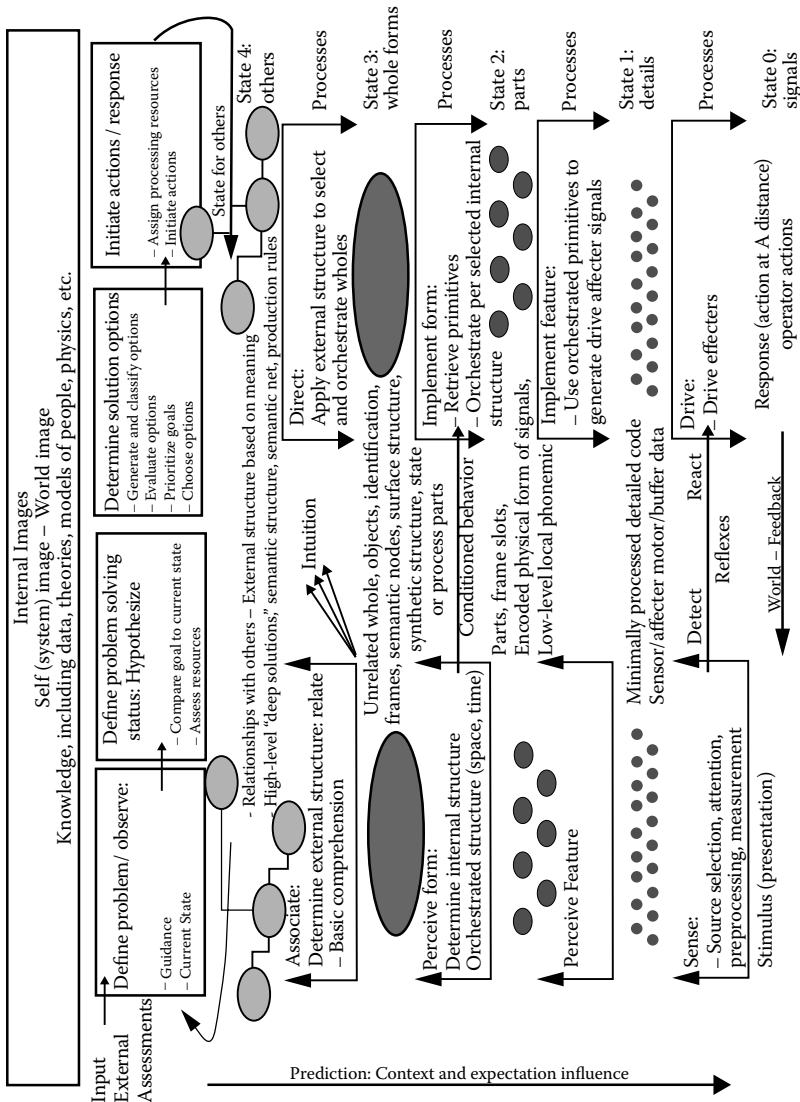 Internal Images
Self (system) image – World image
Knowledge, including data, theories, models of people, physics, etc.
Input
External
Assessments
Define problem/ observe:
– Guidance
– Current State
Define problem solving
status: Hypothesize
– Compare goal to current state
– Assess resources
Determine solution options
– Generate and classify options
– Evaluate options
– Prioritize goals
– Choose options
Initiate actions / response
– Assign processing resources
– Initiate actions
State for others
State 4:
others
- Relationships with others – External structure based on meaning
- High-level “deep solutions,” semantic structure, semantic net, production rules
Associate:
Determine external structure: relate
– Basic comprehension
Intuition
Direct:
Apply external structure to select
and orchestrate wholes
Processes
State 3:
whole forms
Unrelated whole, objects, identification,
frames, semantic nodes, surface structure,
synthetic structure, state
or process parts
Perceive form:
Determine internal structure
Orchestrated structure (space, time)
Conditioned behavior
Implement form:
– Retrieve primitives
– Orchestrate per selected internal
structure
Processes
State 2:
parts
Parts, frame slots,
Encoded physical form of signals,
Low-level local phonemic
Perceive Feature
Implement feature:
– Use orchestrated primitives to
generate drive affecter signals
Processes
State 1:
details
Minimally processed detailed code
Sensor/affecter motor/buffer data
Sense:
– Source selection, attention,
preprocessing, measurement
Detect
React
Reflexes
Drive:
– Drive effecters
Processes
State 0:
signals
Stimulus (presentation)
World – Feedback
Response (action at A distance)
operator actions
Prediction: Context and expectation influence